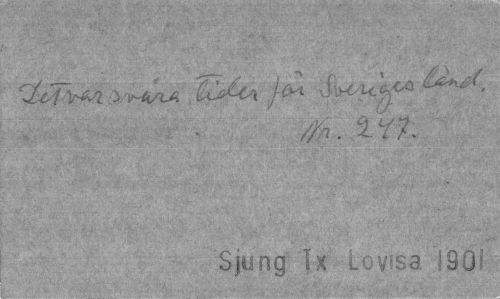 Det var svåra tider för Sveriges land.
Nr. 247.
Sjung Tx Lovisa 1901